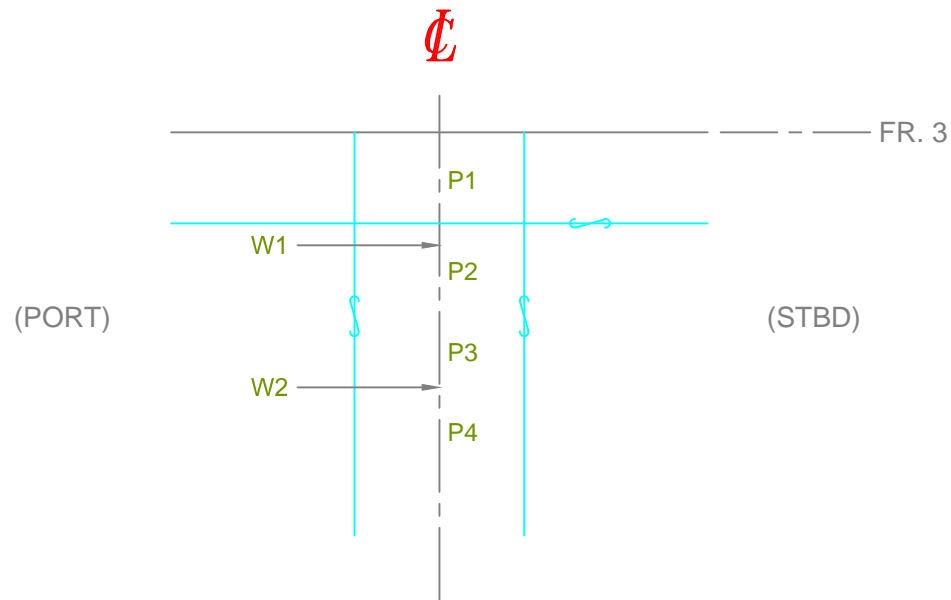 ℄
FR. 3
P1
W1
P2
(PORT)
(STBD)
P3
W2
P4